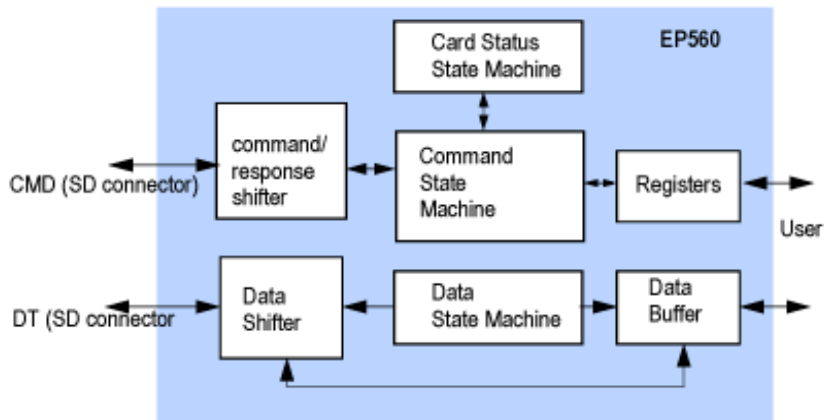 Card Status
State Machine
EP560
command/
response
shifter
Command
State
Machine
Registers
CMD (SD connector)
User
Data
Shifter
Data
State Machine
Data
Buffer
DT (SD connector